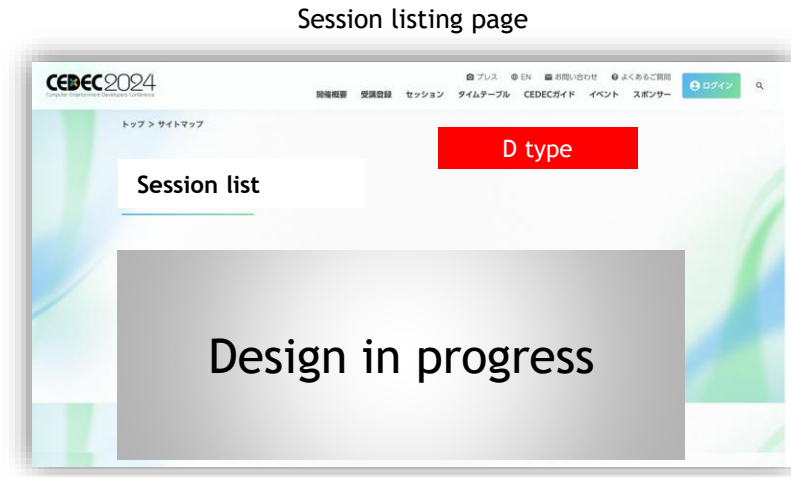 Session listing page
CEDEC2024
Computer Entertainment Developers Conference
プレス EN お問い合わせ よくあるご質問
ログイン
開催概要 受講登録 セッション タイムテーブル CEDECガイド イベント スポンサー
トップ > サイトマップ
D type
Session list
Design in progress